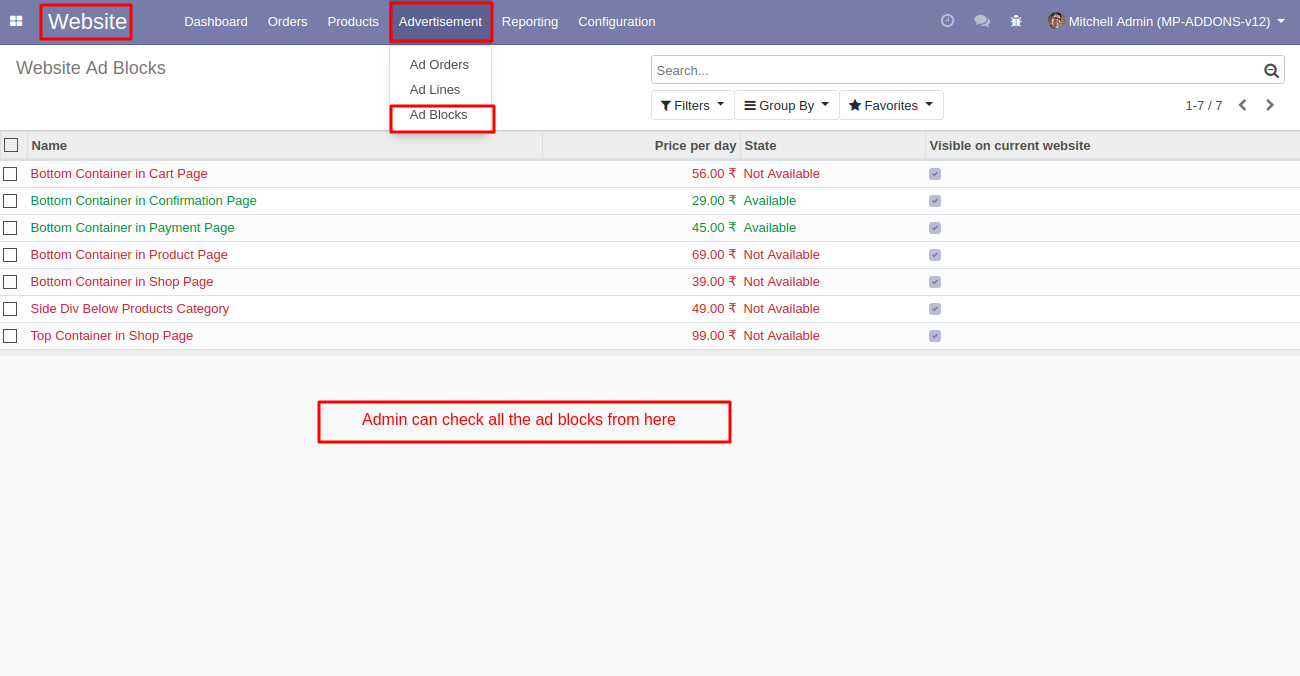 Website Dashboard Orders Products Advertisement Reporting Configuration Mitchell Admin (MP-ADDONS-v12)
Website Ad Blocks
Ad Orders
Ad Lines
Ad Blocks
Search...
Filters Group By Favorites 1-7 / 7
Name Price per day State Visible on current website
Bottom Container in Cart Page 56.00 ₹ Not Available
Bottom Container in Confirmation Page 29.00 ₹ Available
Bottom Container in Payment Page 45.00 ₹ Available
Bottom Container in Product Page 69.00 ₹ Not Available
Bottom Container in Shop Page 39.00 ₹ Not Available
Side Div Below Products Category 49.00 ₹ Not Available
Top Container in Shop Page 99.00 ₹ Not Available
Admin can check all the ad blocks from here